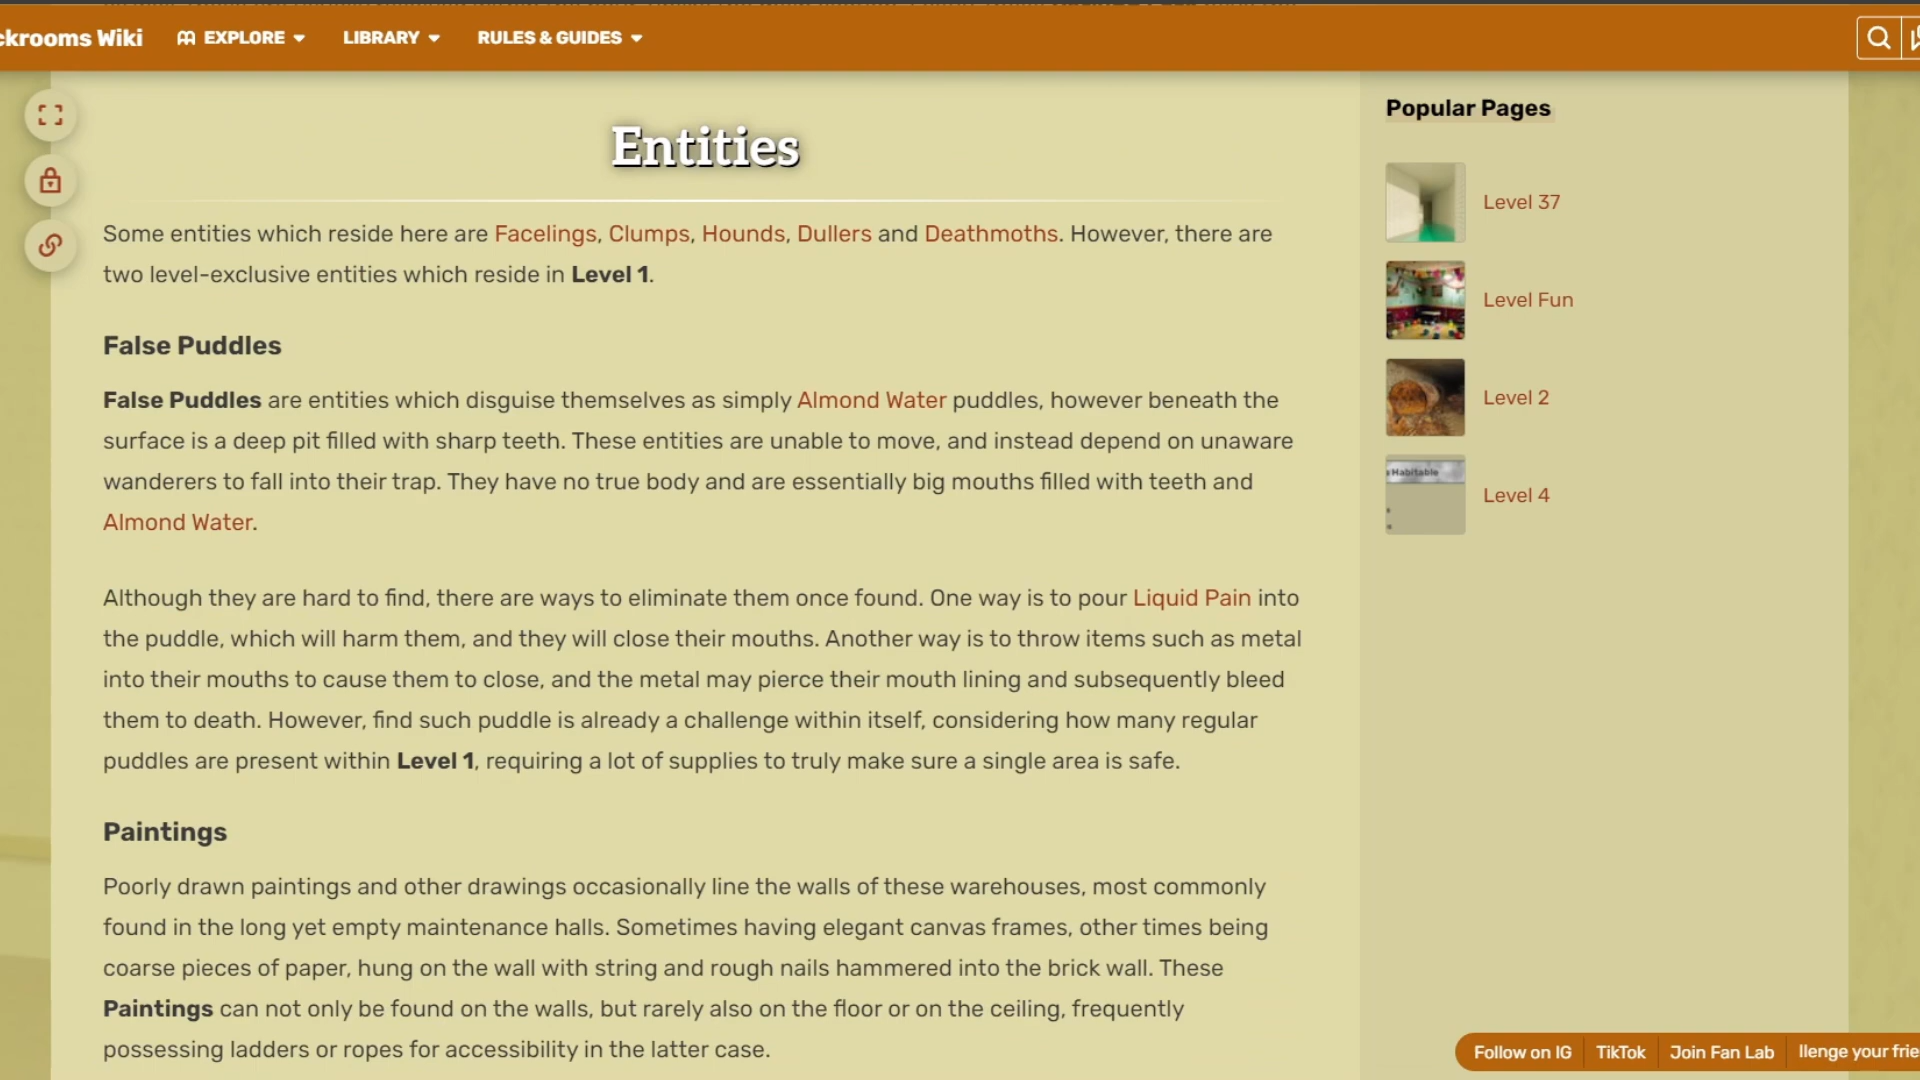 ckrooms Wiki
EXPLORE
LIBRARY
RULES & GUIDES
Entities
Some entities which reside here are Facelings, Clumps, Hounds, Dullers and Deathmoths. However, there are
two level-exclusive entities which reside in Level 1.
False Puddles
False Puddles are entities which disguise themselves as simply Almond Water puddles, however beneath the
surface is a deep pit filled with sharp teeth. These entities are unable to move, and instead depend on unaware
wanderers to fall into their trap. They have no true body and are essentially big mouths filled with teeth and
Almond Water.
Although they are hard to find, there are ways to eliminate them once found. One way is to pour Liquid Pain into
the puddle, which will harm them, and they will close their mouths. Another way is to throw items such as metal
into their mouths to cause them to close, and the metal may pierce their mouth lining and subsequently bleed
them to death. However, find such puddle is already a challenge within itself, considering how many regular
puddles are present within Level 1, requiring a lot of supplies to truly make sure a single area is safe.
Paintings
Poorly drawn paintings and other drawings occasionally line the walls of these warehouses, most commonly
found in the long yet empty maintenance halls. Sometimes having elegant canvas frames, other times being
coarse pieces of paper, hung on the wall with string and rough nails hammered into the brick wall. These
Paintings can not only be found on the walls, but rarely also on the floor or on the ceiling, frequently
possessing ladders or ropes for accessibility in the latter case.
Popular Pages
Level 37
Level Fun
Level 2
Habitable
Level 4
Follow on IG
TikTok
Join Fan Lab
llenge your frie